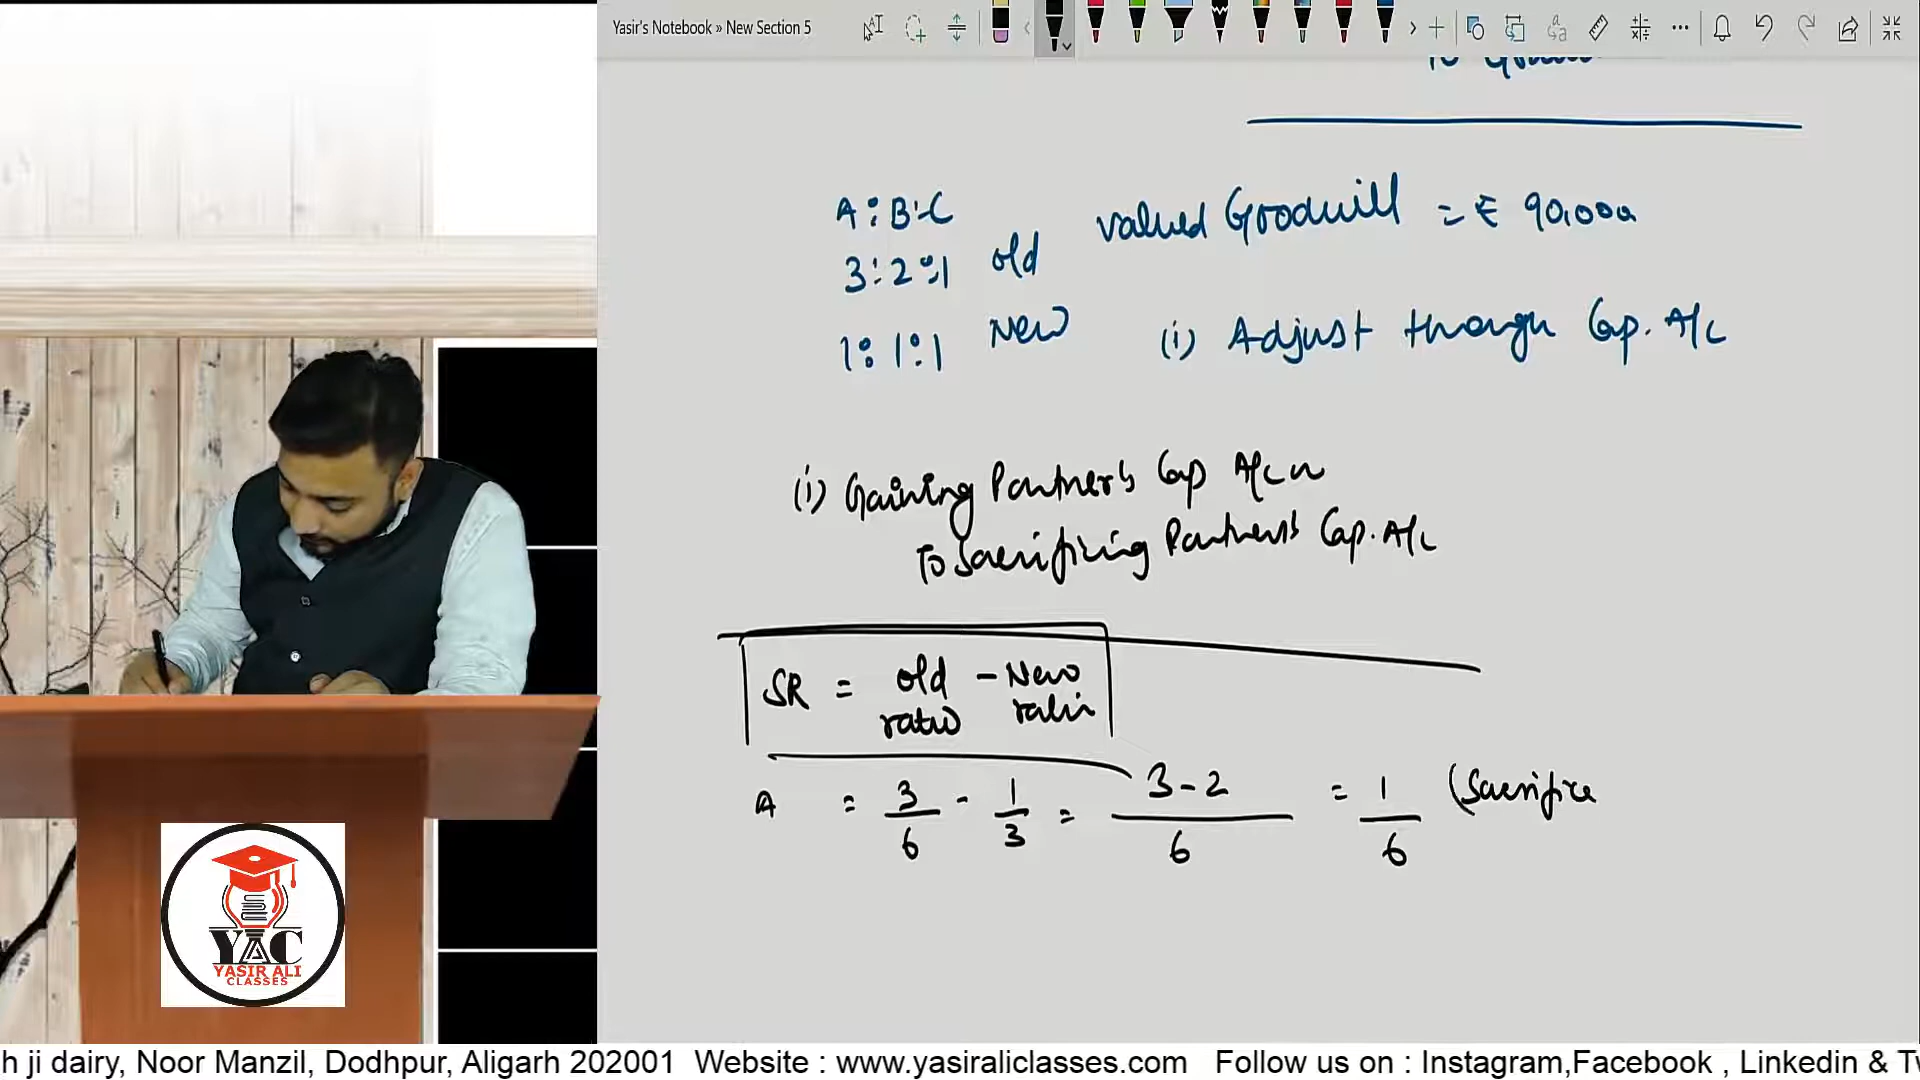 Yasir's Notebook » New Section 5
To
A:B:C
3:2:1 old
1:1:1 New
valued Goodwill = ₹ 90,000
(i) Adjust through Cap. A/c
(i) Gaining Partner's Cap A/c
To Sacrificing Partner's Cap. A/c
SR = old ratio - New ratio
A = 3/6 - 1/3 = 3-2/6 = 1/6 (Sacrifice
YAC
YASIR ALI
CLASSES
h ji dairy, Noor Manzil, Dodhpur, Aligarh 202001 Website : www.yasiraliclasses.com Follow us on : Instagram,Facebook , Linkedin & Tw